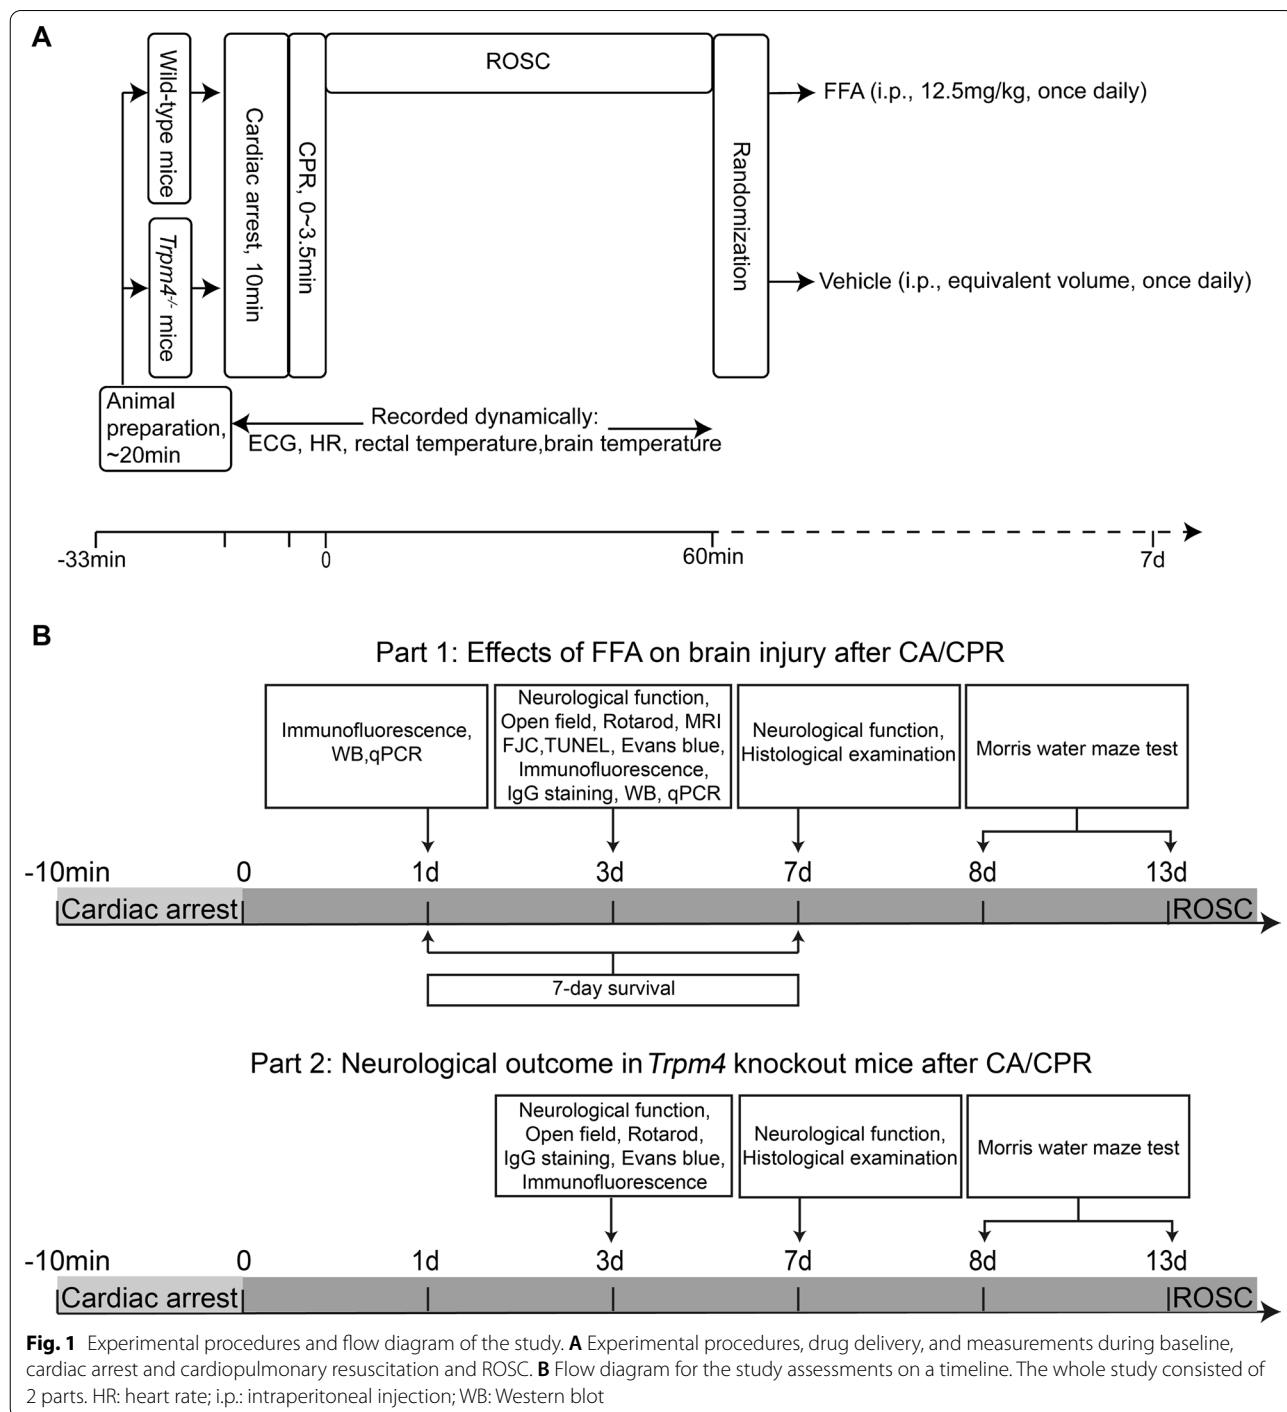 A
Wild-type mice
Trpm4-/- mice
Cardiac arrest, 10min
CPR, 0~3.5min
ROSC
Randomization
FFA (i.p., 12.5mg/kg, once daily)
Vehicle (i.p., equivalent volume, once daily)
Animal
preparation,
~20min
Recorded dynamically:
ECG, HR, rectal temperature,brain temperature
-33min
0
60min
7d
B
Part 1: Effects of FFA on brain injury after CA/CPR
Immunofluorescence,
WB,qPCR
Neurological function,
Open field, Rotarod, MRI
FJC,TUNEL, Evans blue,
Immunofluorescence,
IgG staining, WB, qPCR
Neurological function,
Histological examination
Morris water maze test
-10min 0 1d 3d 7d 8d 13d
Cardiac arrest ROSC
7-day survival
Part 2: Neurological outcome in Trpm4 knockout mice after CA/CPR
Neurological function,
Open field, Rotarod,
IgG staining, Evans blue,
Immunofluorescence
Neurological function,
Histological examination
Morris water maze test
-10min 0 1d 3d 7d 8d 13d
Cardiac arrest ROSC
Fig. 1 Experimental procedures and flow diagram of the study. A Experimental procedures, drug delivery, and measurements during baseline,
cardiac arrest and cardiopulmonary resuscitation and ROSC. B Flow diagram for the study assessments on a timeline. The whole study consisted of
2 parts. HR: heart rate; i.p.: intraperitoneal injection; WB: Western blot